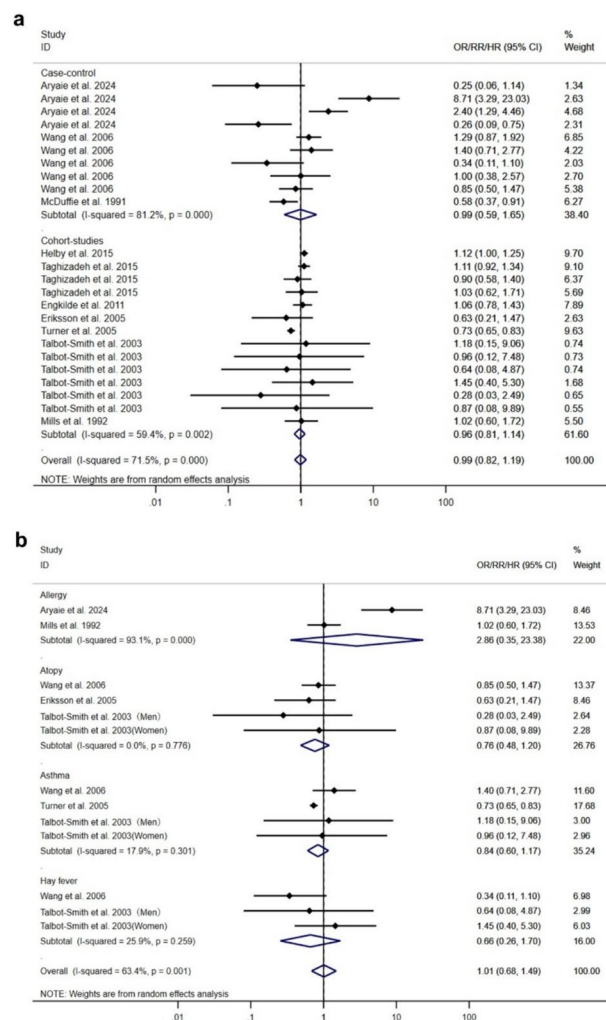 a
Study %
ID OR/RR/HR (95% CI) Weight
Case-control
Aryaie et al. 2024 0.25 (0.06, 1.14) 1.34
Aryaie et al. 2024 8.71 (3.29, 23.03) 2.63
Aryaie et al. 2024 2.40 (1.29, 4.46) 4.68
Aryaie et al. 2024 0.26 (0.09, 0.75) 2.31
Wang et al. 2006 1.29 (0.87, 1.92) 6.85
Wang et al. 2006 1.40 (0.71, 2.77) 4.22
Wang et al. 2006 0.34 (0.11, 1.10) 2.03
Wang et al. 2006 1.00 (0.38, 2.57) 2.70
Wang et al. 2006 0.85 (0.50, 1.47) 5.38
McDuffie et al. 1991 0.58 (0.37, 0.91) 6.27
Subtotal (I-squared = 81.2%, p = 0.000) 0.99 (0.59, 1.65) 38.40
.
Cohort-studies
Helby et al. 2015 1.12 (1.00, 1.25) 9.70
Taghizadeh et al. 2015 1.11 (0.92, 1.34) 9.10
Taghizadeh et al. 2015 0.90 (0.58, 1.40) 6.37
Taghizadeh et al. 2015 1.03 (0.62, 1.71) 5.69
Engkilde et al. 2011 1.06 (0.78, 1.43) 7.89
Eriksson et al. 2005 0.63 (0.21, 1.47) 2.63
Turner et al. 2005 0.73 (0.65, 0.83) 9.63
Talbot-Smith et al. 2003 1.18 (0.15, 9.06) 0.74
Talbot-Smith et al. 2003 0.96 (0.12, 7.48) 0.73
Talbot-Smith et al. 2003 0.64 (0.08, 4.87) 0.74
Talbot-Smith et al. 2003 1.45 (0.40, 5.30) 1.68
Talbot-Smith et al. 2003 0.28 (0.03, 2.49) 0.65
Talbot-Smith et al. 2003 0.87 (0.08, 9.89) 0.55
Mills et al. 1992 1.02 (0.60, 1.72) 5.50
Subtotal (I-squared = 59.4%, p = 0.002) 0.96 (0.81, 1.14) 61.60
.
Overall (I-squared = 71.5%, p = 0.000) 0.99 (0.82, 1.19) 100.00
NOTE: Weights are from random effects analysis
.01 .1 1 10 100
b
Study %
ID OR/RR/HR (95% CI) Weight
Allergy
Aryaie et al. 2024 8.71 (3.29, 23.03) 8.46
Mills et al. 1992 1.02 (0.60, 1.72) 13.53
Subtotal (I-squared = 93.1%, p = 0.000) 2.86 (0.35, 23.38) 22.00
.
Atopy
Wang et al. 2006 0.85 (0.50, 1.47) 13.37
Eriksson et al. 2005 0.63 (0.21, 1.47) 8.46
Talbot-Smith et al. 2003 (Men) 0.28 (0.03, 2.49) 2.64
Talbot-Smith et al. 2003(Women) 0.87 (0.08, 9.89) 2.28
Subtotal (I-squared = 0.0%, p = 0.776) 0.76 (0.48, 1.20) 26.76
.
Asthma
Wang et al. 2006 1.40 (0.71, 2.77) 11.60
Turner et al. 2005 0.73 (0.65, 0.83) 17.68
Talbot-Smith et al. 2003 (Men) 1.18 (0.15, 9.06) 3.00
Talbot-Smith et al. 2003(Women) 0.96 (0.12, 7.48) 2.96
Subtotal (I-squared = 17.9%, p = 0.301) 0.84 (0.60, 1.17) 35.24
.
Hay fever
Wang et al. 2006 0.34 (0.11, 1.10) 6.98
Talbot-Smith et al. 2003 (Men) 0.64 (0.08, 4.87) 2.99
Talbot-Smith et al. 2003(Women) 1.45 (0.40, 5.30) 6.03
Subtotal (I-squared = 25.9%, p = 0.259) 0.66 (0.26, 1.70) 16.00
.
Overall (I-squared = 63.4%, p = 0.001) 1.01 (0.68, 1.49) 100.00
NOTE: Weights are from random effects analysis
.01 .1 1 10 100